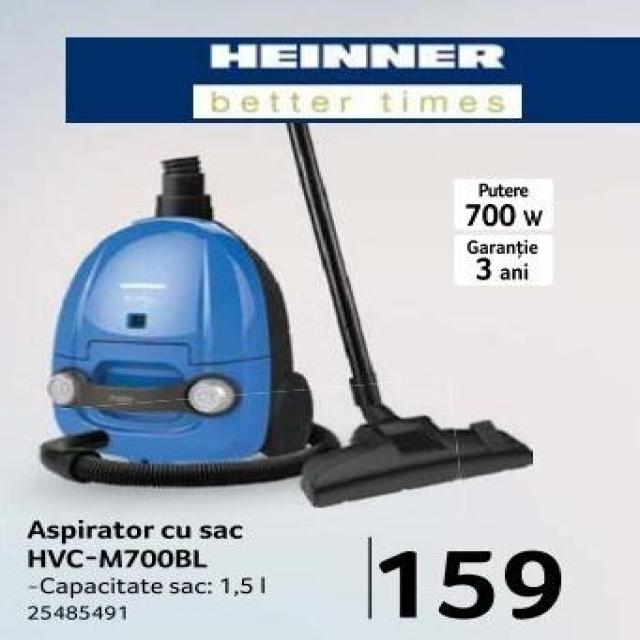 HEINNER
better times
Putere
700 W
Garanție
3 ani
Aspirator cu sac
HVC-M700BL
-Capacitate sac: 1,5 l
25485491
159